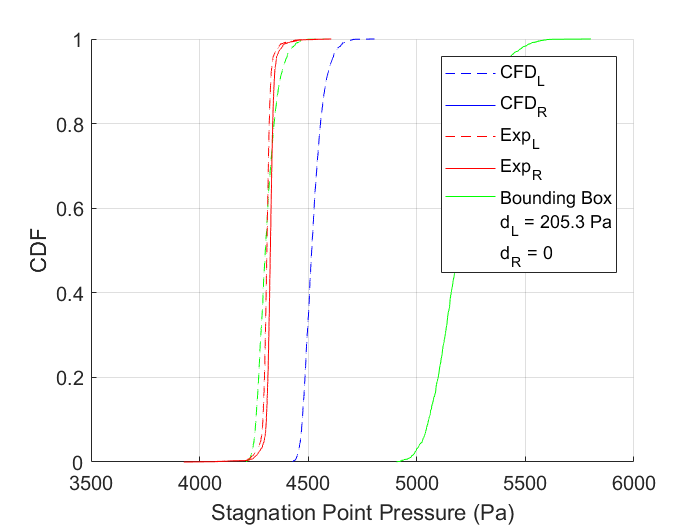 1
0.8
0.6
0.4
0.2
0
CDF
3500 4000 4500 5000 5500 6000
Stagnation Point Pressure (Pa)
CFD_L
CFD_R
Exp_L
Exp_R
Bounding Box
d_L = 205.3 Pa
d_R = 0